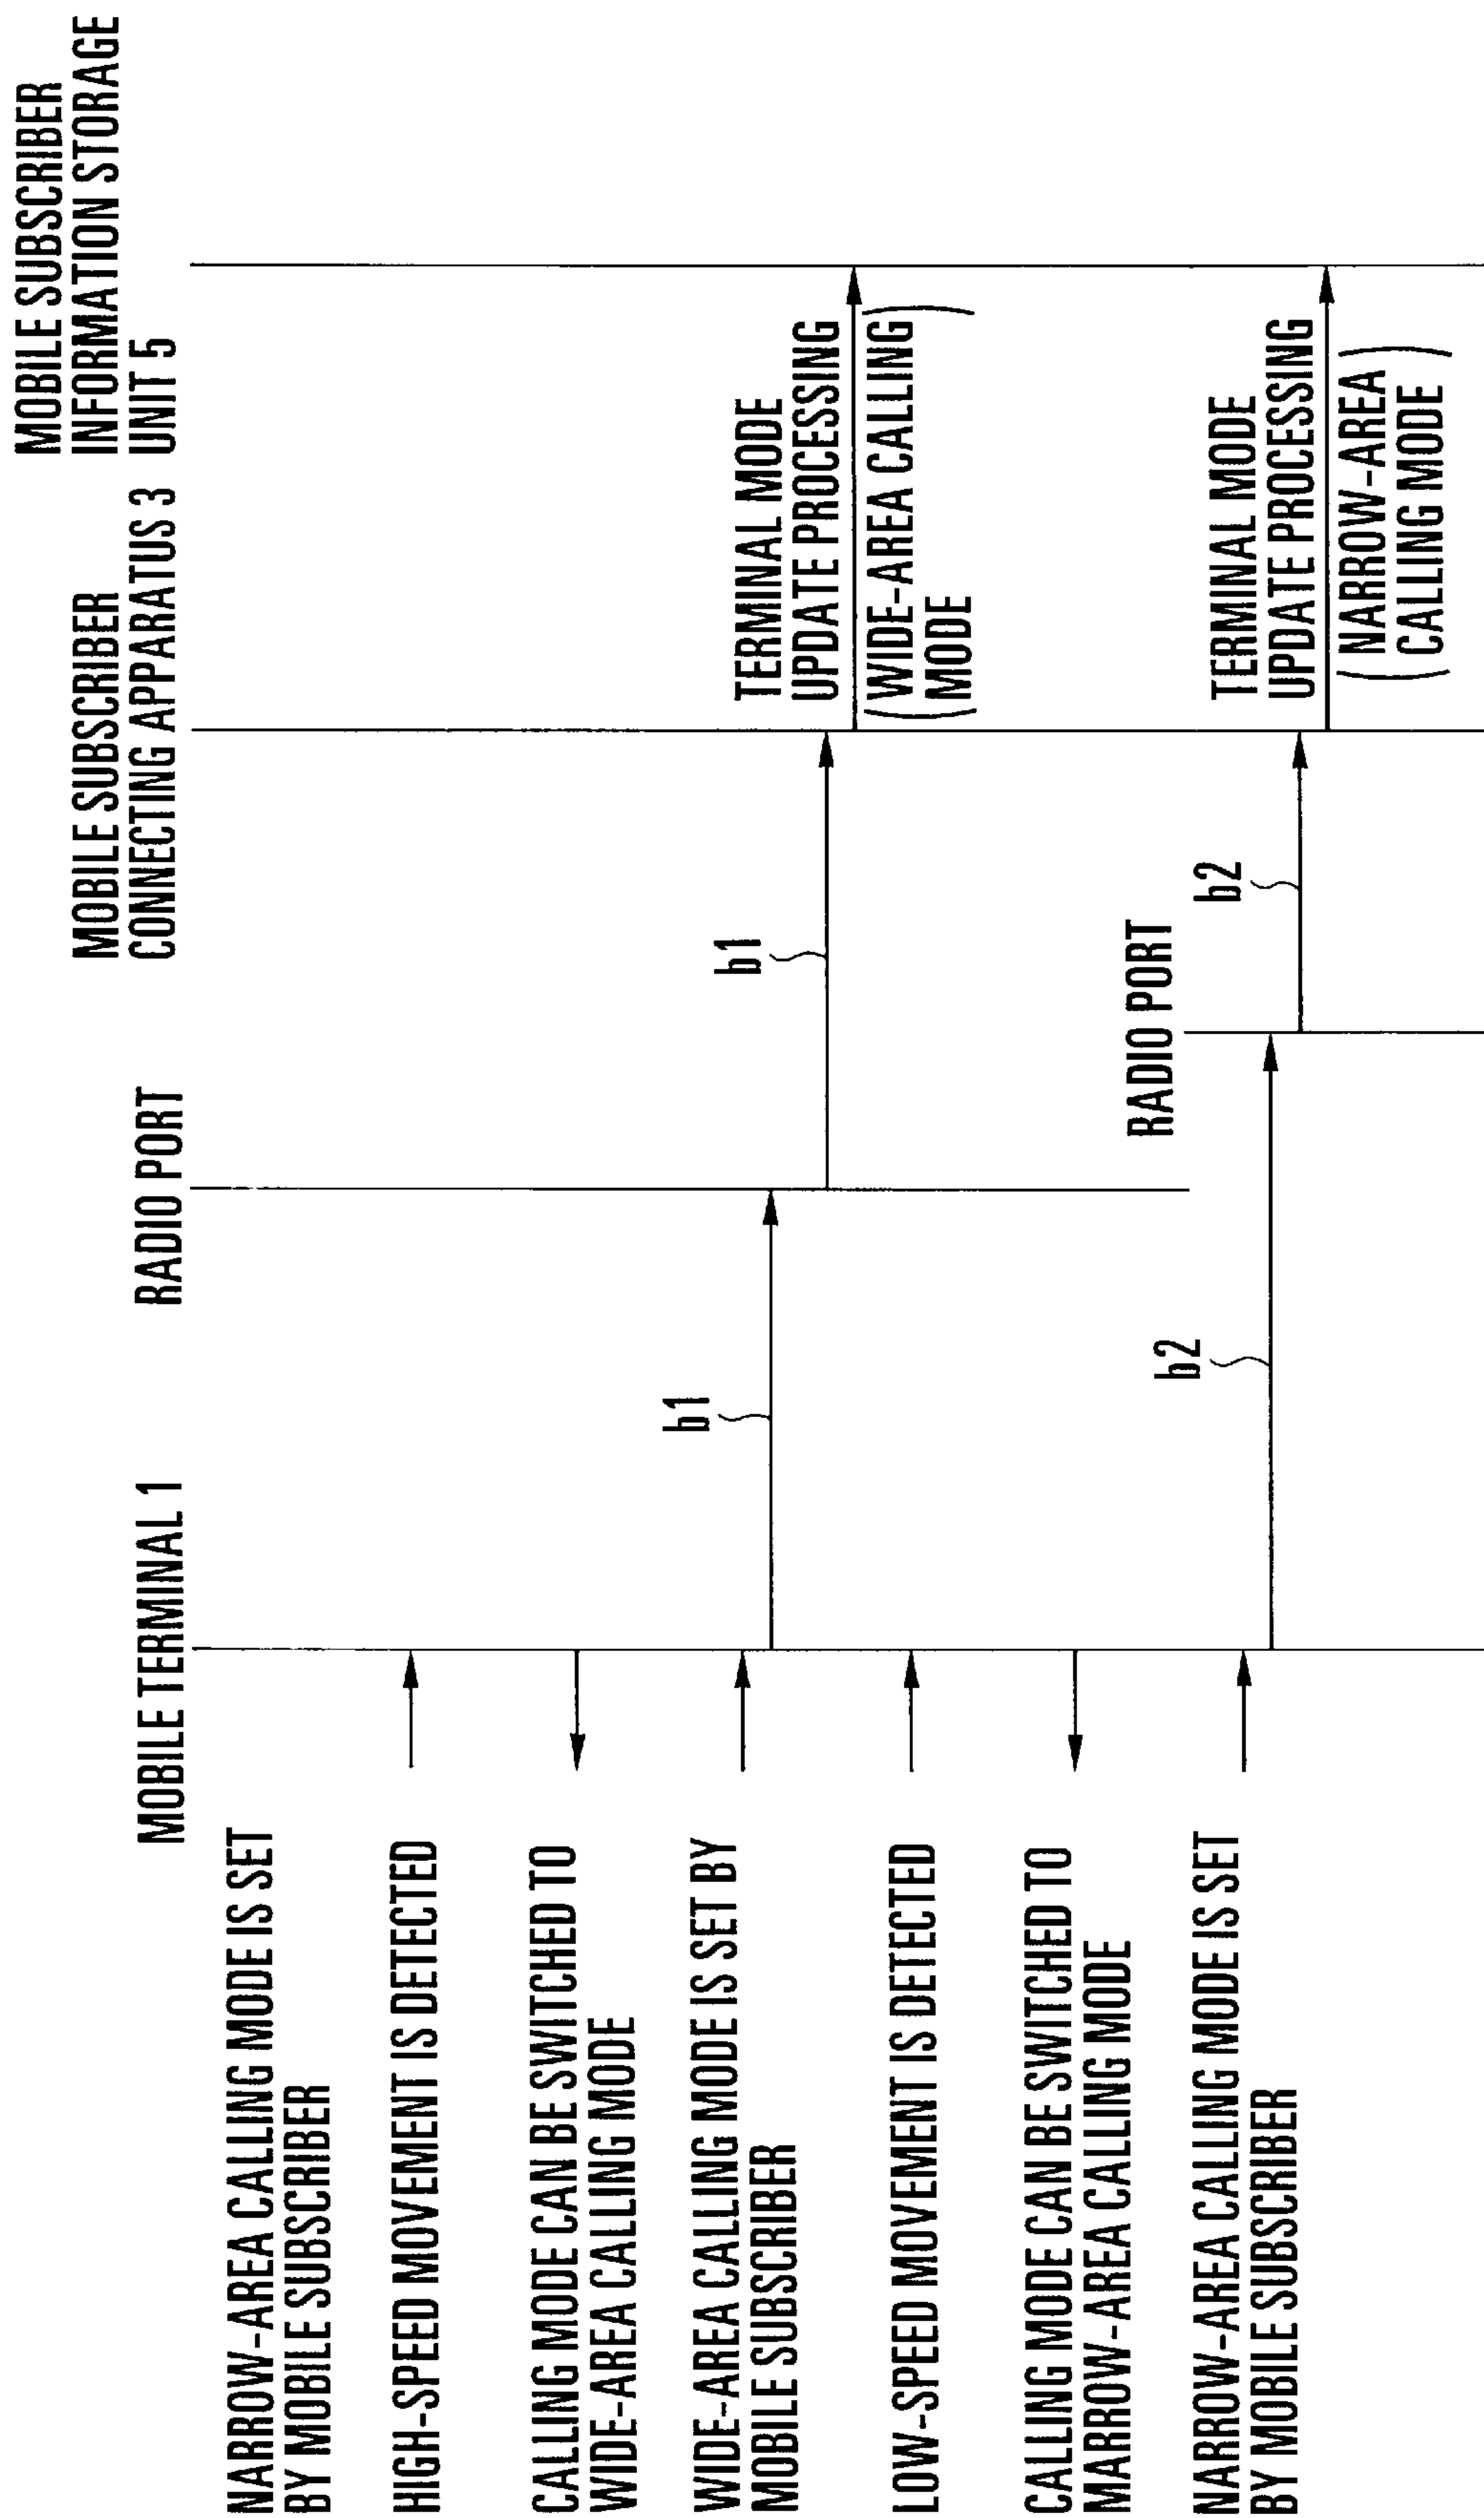 MOBILE TERMINAL 1
RADIO PORT
MOBILE SUBSCRIBER
CONNECTING APPARATUS 3
MOBILE SUBSCRIBER
INFORMATION STORAGE
UNIT 5
NARROW-AREA CALLING MODE IS SET
BY MOBILE SUBSCRIBER
HIGH-SPEED MOVEMENT IS DETECTED
CALLING MODE CAN BE SWITCHED TO
WIDE-AREA CALLING MODE
WIDE-AREA CALLING MODE IS SET BY
MOBILE SUBSCRIBER
b1
b1
TERMINAL MODE
UPDATE PROCESSING
(WIDE-AREA CALLING
MODE)
LOW-SPEED MOVEMENT IS DETECTED
CALLING MODE CAN BE SWITCHED TO
MARROW-AREA CALLING MODE
RADIO PORT
NARROW-AREA CALLING MODE IS SET
BY MOBILE SUBSCRIBER
b2
b2
TERMINAL MODE
UPDATE PROCESSING
(NARROW-AREA
CALLING MODE)